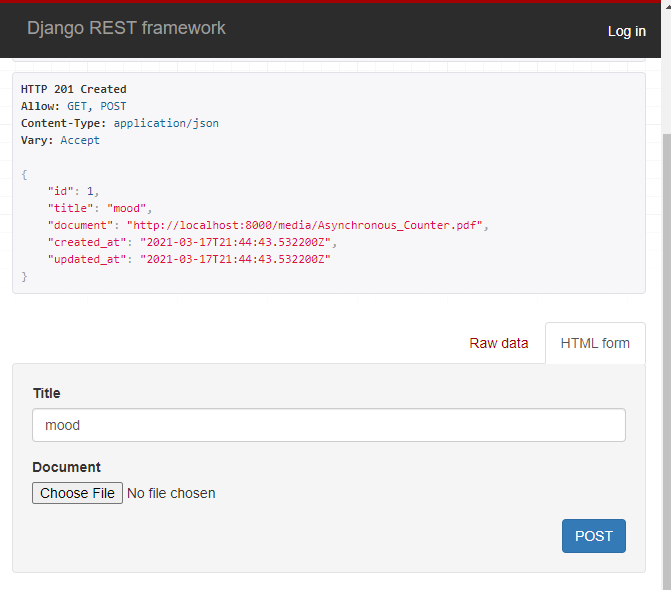 Django REST framework
Log in
HTTP 201 Created
Allow: GET, POST
Content-Type: application/json
Vary: Accept
{
"id": 1,
"title": "mood",
"document": "http://localhost:8000/media/Asynchronous_Counter.pdf",
"created_at": "2021-03-17T21:44:43.532200Z",
"updated_at": "2021-03-17T21:44:43.532200Z"
}
Raw data
HTML form
Title
mood
Document
Choose File No file chosen
POST